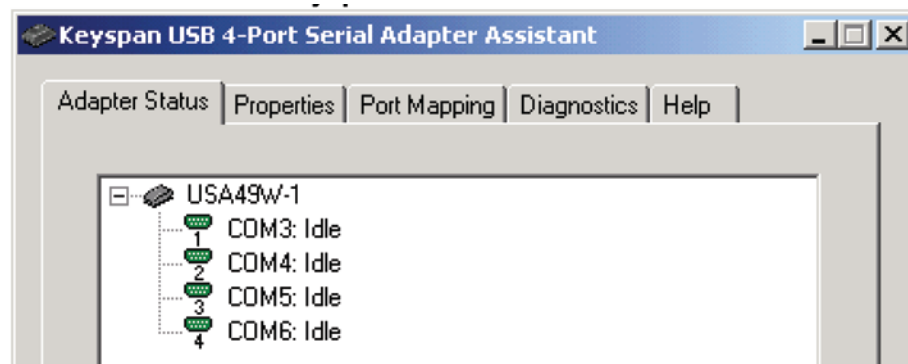 Keyspan USB 4-Port Serial Adapter Assistant
Adapter Status Properties Port Mapping Diagnostics Help
USA49W-1
1 COM3: Idle
2 COM4: Idle
3 COM5: Idle
4 COM6: Idle